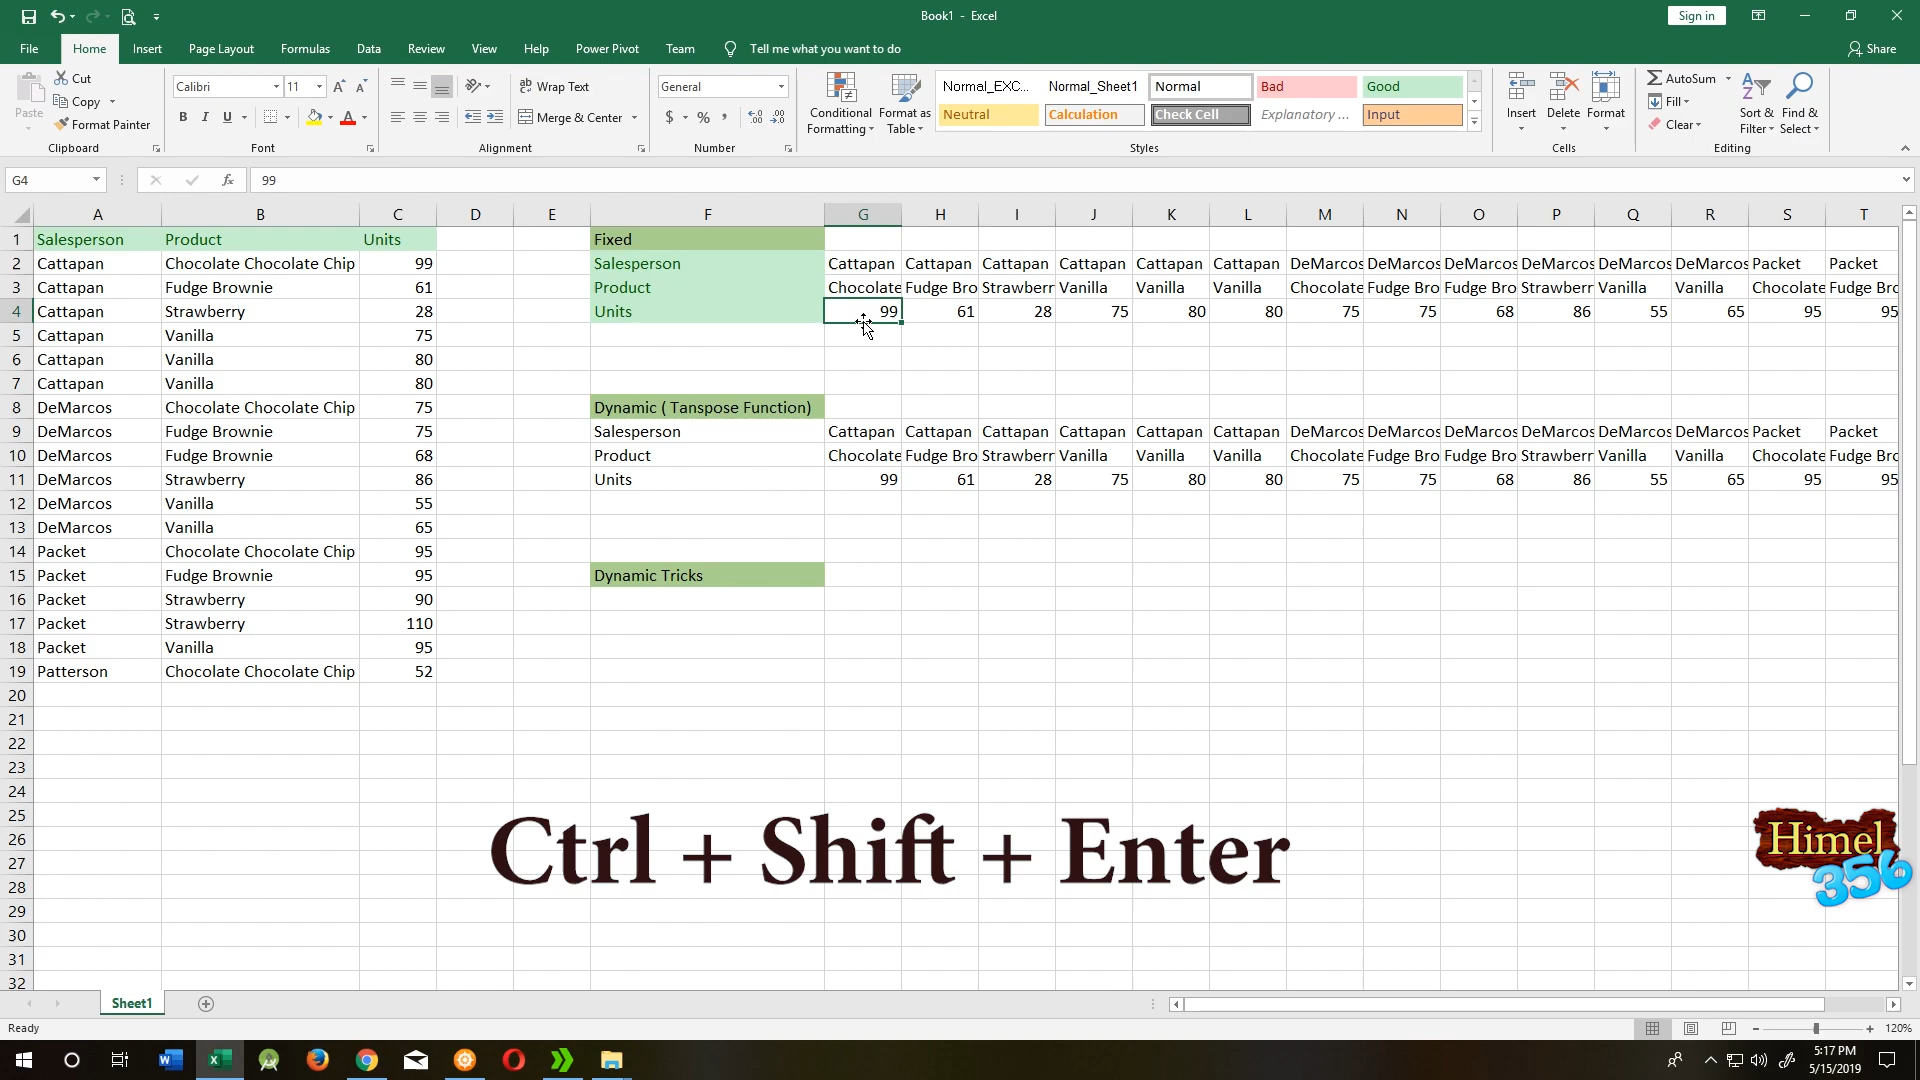 Book1 - Excel
Sign in
File Home Insert Page Layout Formulas Data Review View Help Power Pivot Team Tell me what you want to do Share
Paste
Cut
Copy
Format Painter
Clipboard
Calibri 11
B I U
Font
Wrap Text
Merge & Center
Alignment
General
$ % ,
Number
Conditional Formatting
Format as Table
Normal_EXC... Normal_Sheet1 Normal Bad Good
Neutral Calculation Check Cell Explanatory ... Input
Styles
Insert Delete Format
Cells
AutoSum
Fill
Clear
Sort & Filter
Find & Select
Editing
G4 fx 99
A B C D E F G H I J K L M N O P Q R S T
1 Salesperson Product Units Fixed
2 Cattapan Chocolate Chocolate Chip 99 Salesperson Cattapan Cattapan Cattapan Cattapan Cattapan Cattapan DeMarcos DeMarcos DeMarcos DeMarcos DeMarcos DeMarcos Packet Packet
3 Cattapan Fudge Brownie 61 Product Chocolate Fudge Bro Strawberr Vanilla Vanilla Vanilla Chocolate Fudge Bro Fudge Bro Strawberr Vanilla Vanilla Chocolate Fudge Bro
4 Cattapan Strawberry 28 Units 99 61 28 75 80 80 75 75 68 86 55 65 95 95
5 Cattapan Vanilla 75
6 Cattapan Vanilla 80
7 Cattapan Vanilla 80
8 DeMarcos Chocolate Chocolate Chip 75 Dynamic ( Tanspose Function)
9 DeMarcos Fudge Brownie 75 Salesperson Cattapan Cattapan Cattapan Cattapan Cattapan Cattapan DeMarcos DeMarcos DeMarcos DeMarcos DeMarcos DeMarcos Packet Packet
10 DeMarcos Fudge Brownie 68 Product Chocolate Fudge Bro Strawberr Vanilla Vanilla Vanilla Chocolate Fudge Bro Fudge Bro Strawberr Vanilla Vanilla Chocolate Fudge Bro
11 DeMarcos Strawberry 86 Units 99 61 28 75 80 80 75 75 68 86 55 65 95 95
12 DeMarcos Vanilla 55
13 DeMarcos Vanilla 65
14 Packet Chocolate Chocolate Chip 95
15 Packet Fudge Brownie 95 Dynamic Tricks
16 Packet Strawberry 90
17 Packet Strawberry 110
18 Packet Vanilla 95
19 Patterson Chocolate Chocolate Chip 52
20
21
22
23
24
25
26
27
28
29
30
31
32
Ctrl + Shift + Enter
Himel
356
Sheet1
Ready
120%
5:17 PM
5/15/2019